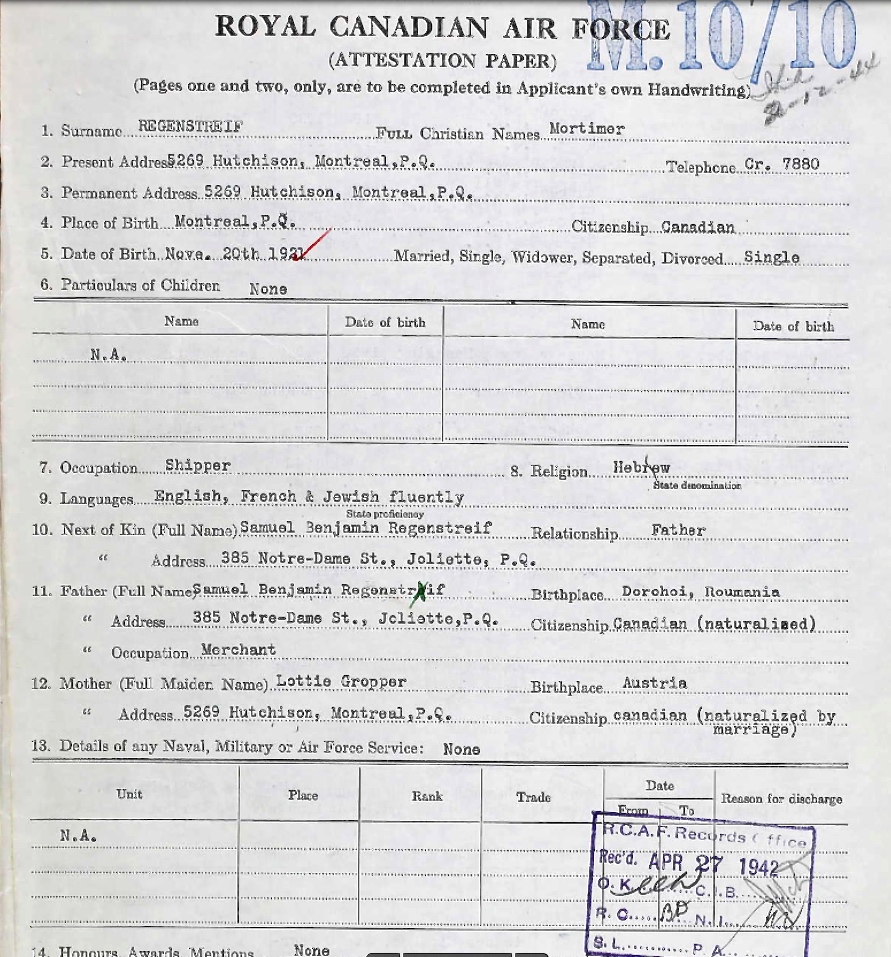 ROYAL CANADIAN AIR FORCE
M.10/10
(ATTESTATION PAPER)
(Pages one and two, only, are to be completed in Applicant's own Handwriting)
1. Surname REGENSTREIF FULL Christian Names Mortimer
2. Present Address 5269 Hutchison, Montreal,P.Q. Telephone Cr. 7880
3. Permanent Address 5269 Hutchison, Montreal,P.Q.
4. Place of Birth Montreal,P.Q. Citizenship Canadian
5. Date of Birth Nove. 20th 1921 Married, Single, Widower, Separated, Divorced Single
6. Particulars of Children None
Name Date of birth Name Date of birth
N.A.
7. Occupation Shipper 8. Religion Hebrew
State denomination
9. Languages English, French & Jewish fluently
State proficiency
10. Next of Kin (Full Name) Samuel Benjamin Regenstreif Relationship Father
" Address 385 Notre-Dame St., Joliette, P.Q.
11. Father (Full Name Samuel Benjamin Regenstreif Birthplace Dorohoi, Roumania
" Address 385 Notre-Dame St., Joliette,P.Q. Citizenship Canadian (naturalized)
" Occupation Merchant
12. Mother (Full Maiden Name) Lottie Gropper Birthplace Austria
" Address 5269 Hutchison, Montreal,P.Q. Citizenship canadian (naturalized by
marriage)
13. Details of any Naval, Military or Air Force Service: None
Unit Place Rank Trade Date Reason for discharge
From To
N.A.
R.C.A.F. Records Office
Rec'd. APR 27 1942
O.K. C.I.B.
R.C. BP N.I.
S.L. P.A.
14. Honours, Awards, Mentions None